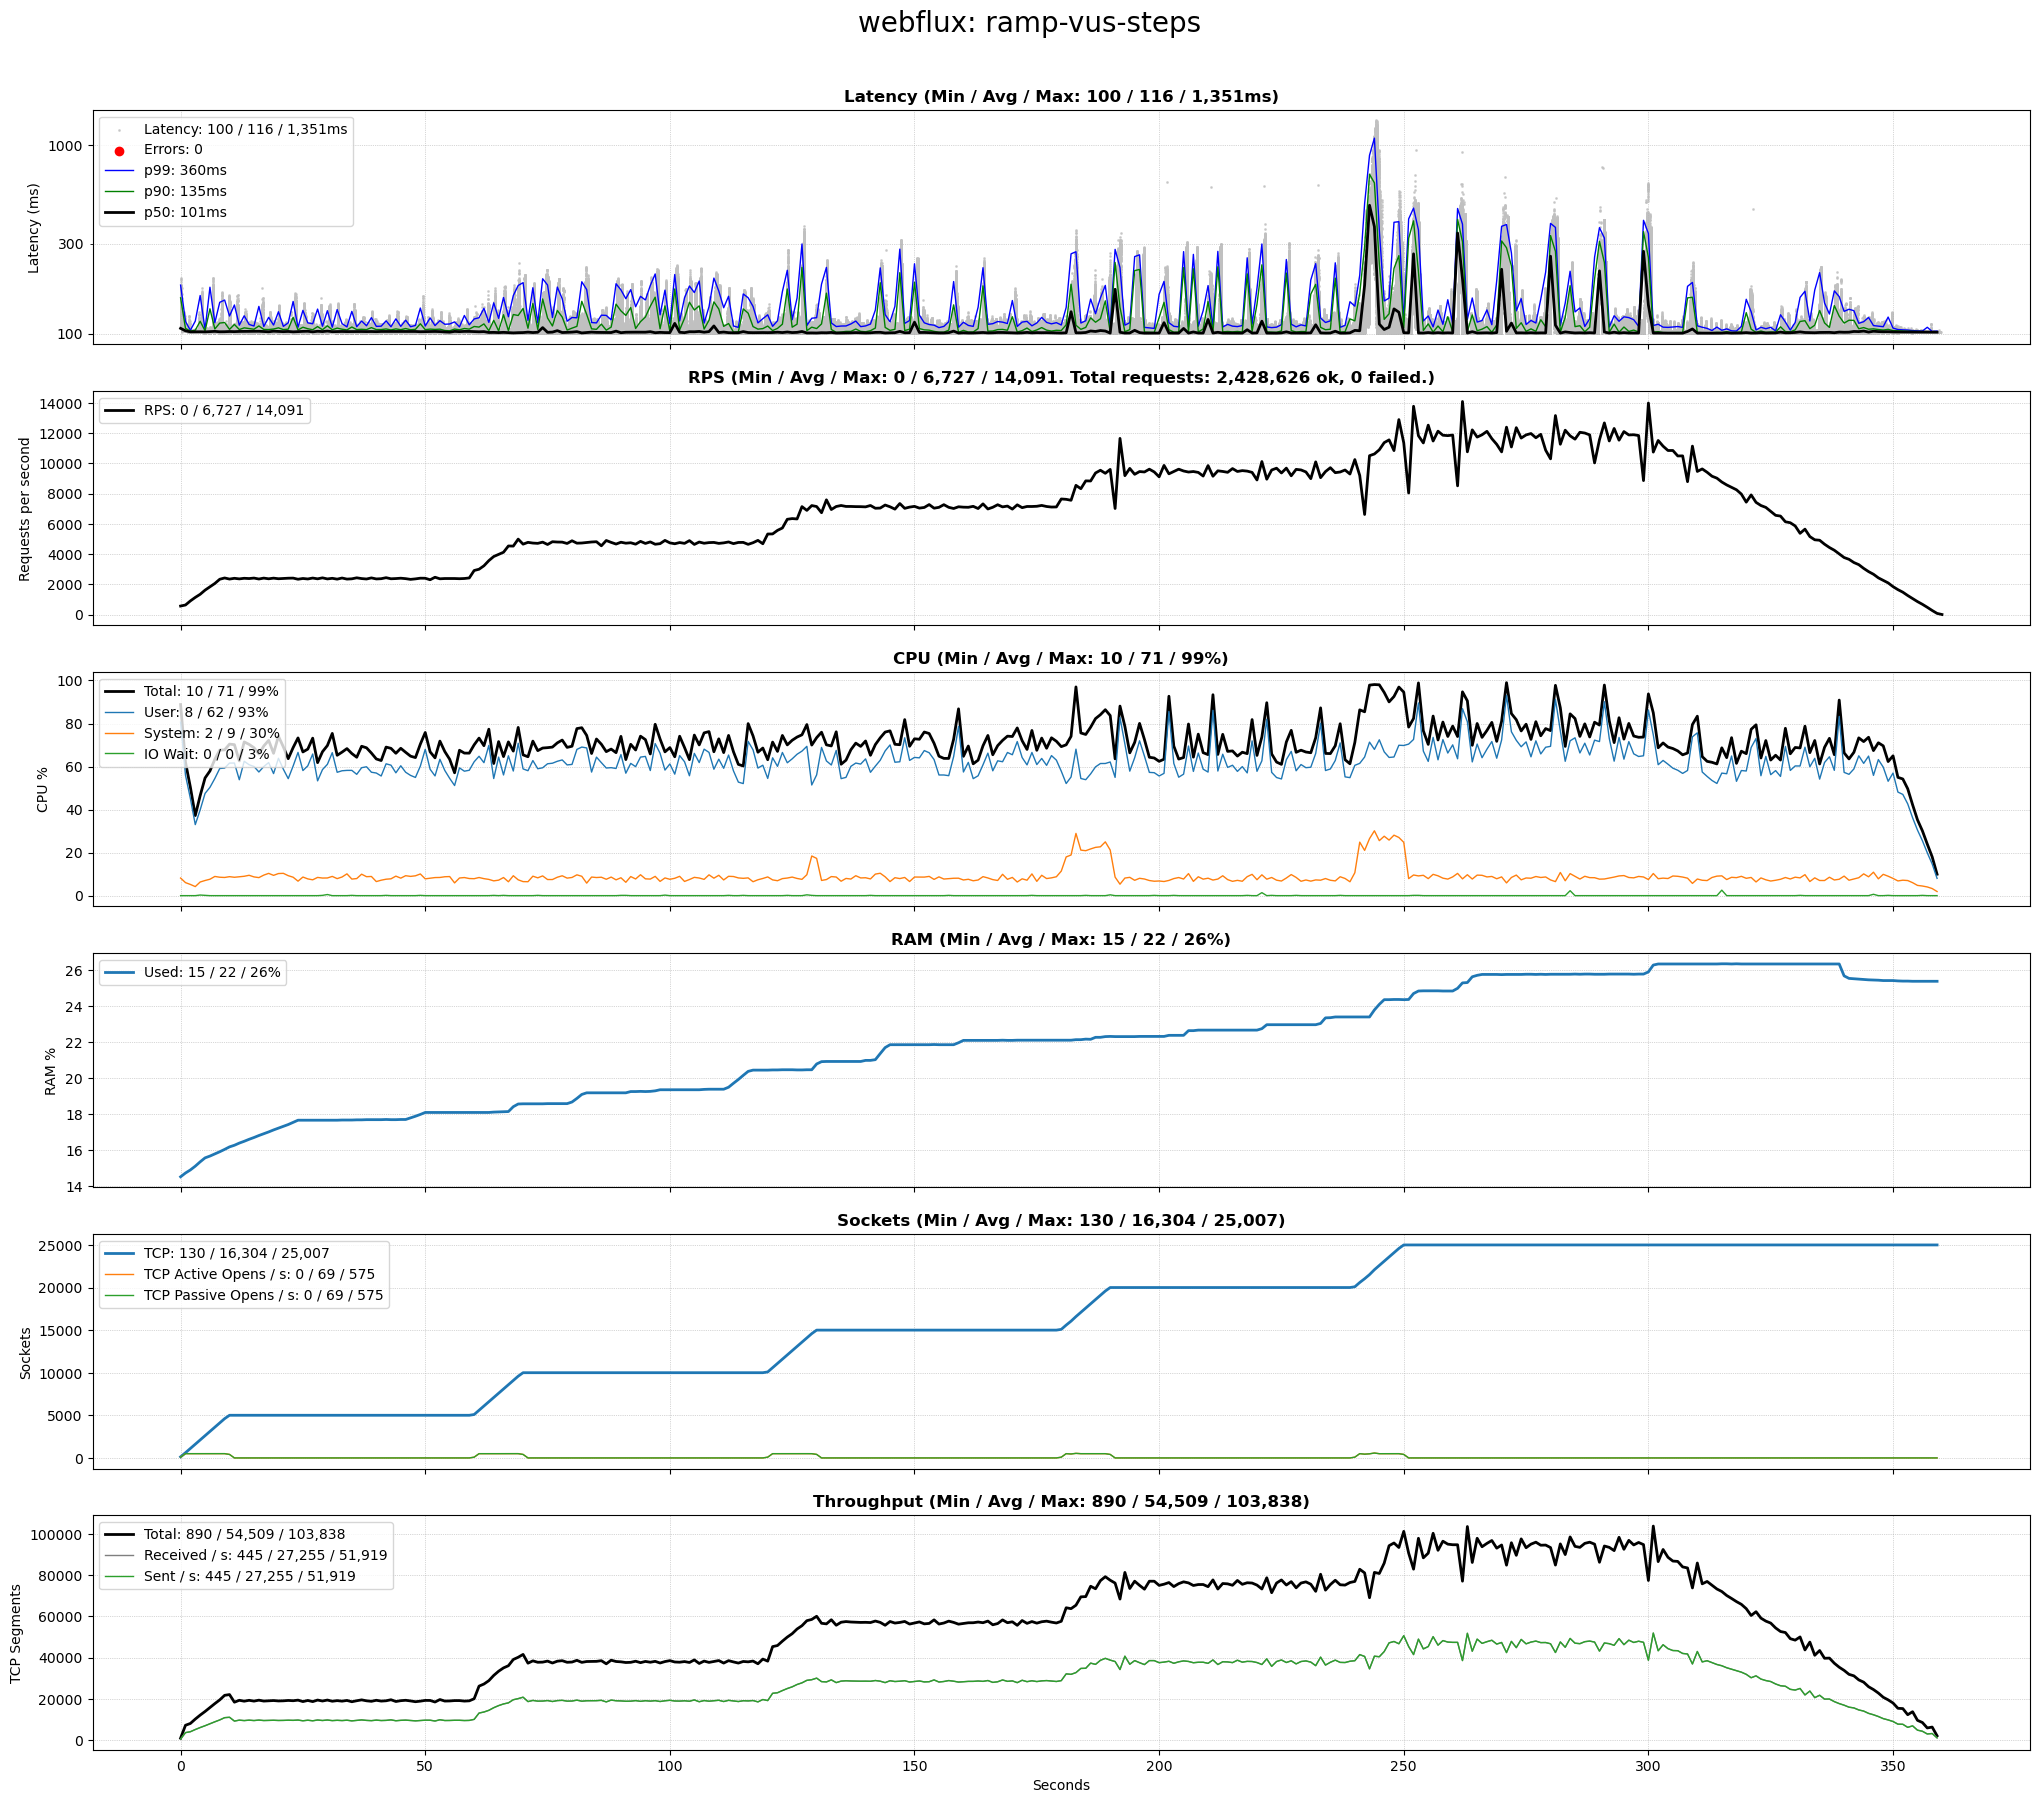 webflux: ramp-vus-steps
Latency (Min / Avg / Max: 100 / 116 / 1,351ms)
Latency (ms)
1000
300
100
Latency: 100 / 116 / 1,351ms
Errors: 0
p99: 360ms
p90: 135ms
p50: 101ms
RPS (Min / Avg / Max: 0 / 6,727 / 14,091. Total requests: 2,428,626 ok, 0 failed.)
Requests per second
14000
12000
10000
8000
6000
4000
2000
0
RPS: 0 / 6,727 / 14,091
CPU (Min / Avg / Max: 10 / 71 / 99%)
CPU %
100
80
60
40
20
0
Total: 10 / 71 / 99%
User: 8 / 62 / 93%
System: 2 / 9 / 30%
IO Wait: 0 / 0 / 3%
RAM (Min / Avg / Max: 15 / 22 / 26%)
RAM %
26
24
22
20
18
16
14
Used: 15 / 22 / 26%
Sockets (Min / Avg / Max: 130 / 16,304 / 25,007)
Sockets
25000
20000
15000
10000
5000
0
TCP: 130 / 16,304 / 25,007
TCP Active Opens / s: 0 / 69 / 575
TCP Passive Opens / s: 0 / 69 / 575
Throughput (Min / Avg / Max: 890 / 54,509 / 103,838)
TCP Segments
100000
80000
60000
40000
20000
0
Total: 890 / 54,509 / 103,838
Received / s: 445 / 27,255 / 51,919
Sent / s: 445 / 27,255 / 51,919
0 50 100 150 200 250 300 350
Seconds